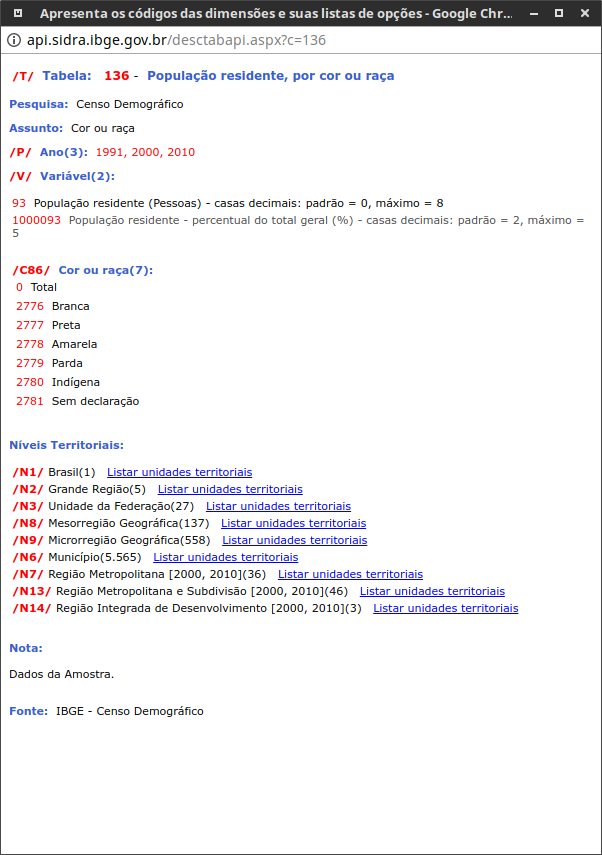 Apresenta os códigos das dimensões e suas listas de opções - Google Chr...
api.sidra.ibge.gov.br/desctabapi.aspx?c=136
/T/ Tabela: 136 - População residente, por cor ou raça
Pesquisa: Censo Demográfico
Assunto: Cor ou raça
/P/ Ano(3): 1991, 2000, 2010
/V/ Variável(2):
93 População residente (Pessoas) - casas decimais: padrão = 0, máximo = 8
1000093 População residente - percentual do total geral (%) - casas decimais: padrão = 2, máximo =
5
/C86/ Cor ou raça(7):
0 Total
2776 Branca
2777 Preta
2778 Amarela
2779 Parda
2780 Indígena
2781 Sem declaração
Níveis Territoriais:
/N1/ Brasil(1) Listar unidades territoriais
/N2/ Grande Região(5) Listar unidades territoriais
/N3/ Unidade da Federação(27) Listar unidades territoriais
/N8/ Mesorregião Geográfica(137) Listar unidades territoriais
/N9/ Microrregião Geográfica(558) Listar unidades territoriais
/N6/ Município(5.565) Listar unidades territoriais
/N7/ Região Metropolitana [2000, 2010](36) Listar unidades territoriais
/N13/ Região Metropolitana e Subdivisão [2000, 2010](46) Listar unidades territoriais
/N14/ Região Integrada de Desenvolvimento [2000, 2010](3) Listar unidades territoriais
Nota:
Dados da Amostra.
Fonte: IBGE - Censo Demográfico